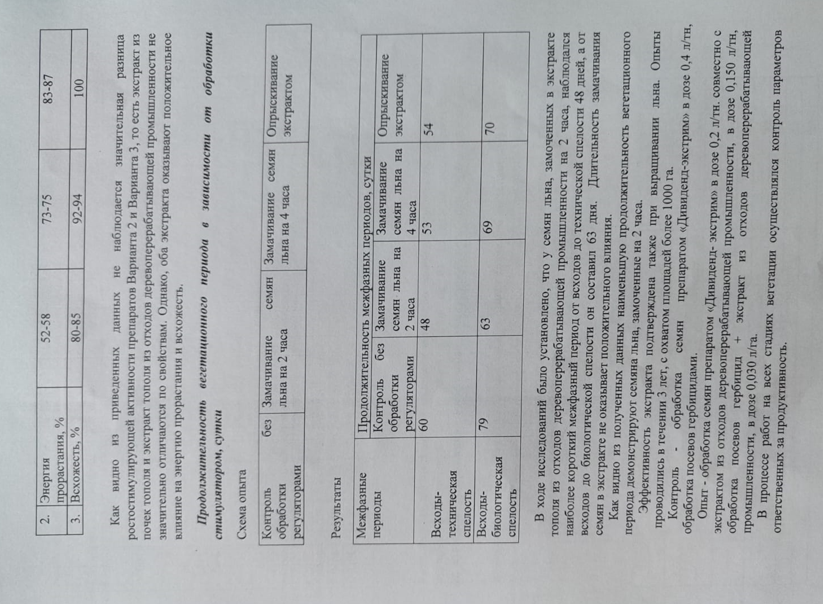 2. Энергия прорастания, % 52-58 73-75 83-87
3. Всхожесть, % 80-85 92-94 100
Как видно из приведенных данных не наблюдается значительная разница
ростостимулирующей активности препаратов Варианта 2 и Варианта 3, то есть экстракт из
почек тополя и экстракт тополя из отходов деревоперерабатывающей промышленности не
значительно отличаются по свойствам. Однако, оба экстракта оказывают положительное
влияние на энергию прорастания и всхожесть.
Продолжительность вегетационного периода в зависимости от обработки
стимулятором, сутки
Схема опыта
Контроль без обработки регуляторами
Замачивание семян льна на 2 часа
Замачивание семян льна на 4 часа
Опрыскивание экстрактом
Результаты
Межфазные периоды
Продолжительность межфазных периодов, сутки
Контроль без обработки регуляторами
Замачивание семян льна на 2 часа
Замачивание семян льна на 4 часа
Опрыскивание экстрактом
Всходы-техническая спелость 60 48 53 54
Всходы-биологическая спелость 79 63 69 70
В ходе исследований было установлено, что у семян льна, замоченных в экстракте
тополя из отходов деревоперерабатывающей промышленности на 2 часа, наблюдался
наиболее короткий межфазный период от всходов до технической спелости 48 дней, а от
всходов до биологической спелости он составил 63 дня. Длительность замачивания
семян в экстракте не оказывает положительного влияния.
Как видно из полученных данных наименьшую продолжительность вегетационного
периода демонстрируют семяна льна, замоченные на 2 часа.
Эффективность экстракта подтверждена также при выращивании льна. Опыты
проводились в течении 3 лет, с охватом площадей более 1000 га.
Контроль - обработка семян препаратом «Дивиденд-экстрим» в дозе 0,4 л/тн,
обработка посевов гербицидами.
Опыт - обработка семян препаратом «Дивиденд- экстрим» в дозе 0,2 л/тн. совместно с
экстрактом из отходов деревоперерабатывающей промышленности, в дозе 0,150 л/тн,
обработка посевов гербицид + экстракт из отходов деревоперерабатывающей
промышленности, в дозе 0,030 л/га.
В процессе работ на всех стадиях вегетации осуществлялся контроль параметров
ответственных за продуктивность.